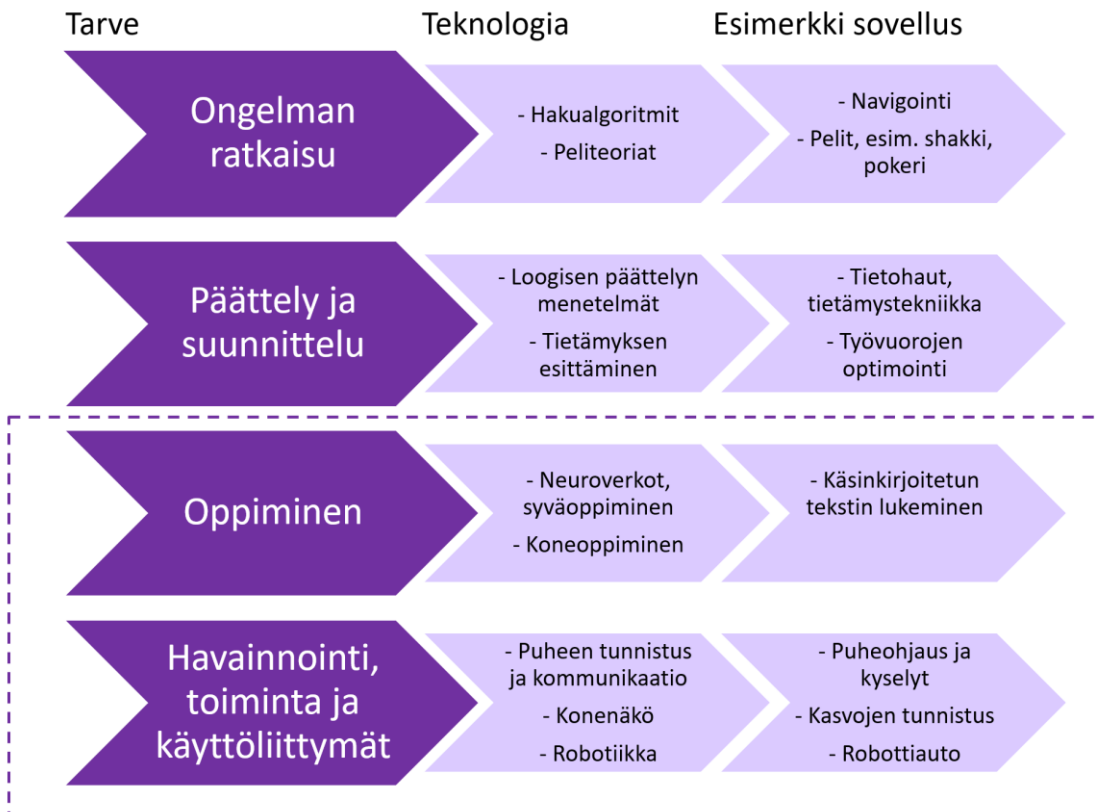 Tarve
Teknologia
Esimerkki sovellus
Ongelman
ratkaisu
- Hakualgoritmit
- Peliteoriat
- Navigointi
- Pelit, esim. shakki,
pokeri
Päättely ja
suunnittelu
- Loogisen päättelyn
menetelmät
- Tietämyksen
esittäminen
- Tietohaut,
tietämystekniikka
- Työvuorojen
optimointi
Oppiminen
- Neuroverkot,
syväoppiminen
- Koneoppiminen
- Käsinkirjoitetun
tekstin lukeminen
Havainnointi,
toiminta ja
käyttöliittymät
- Puheen tunnistus
ja kommunikaatio
- Konenäkö
- Robotiikka
- Puheohjaus ja
kyselyt
- Kasvojen tunnistus
- Robottiauto